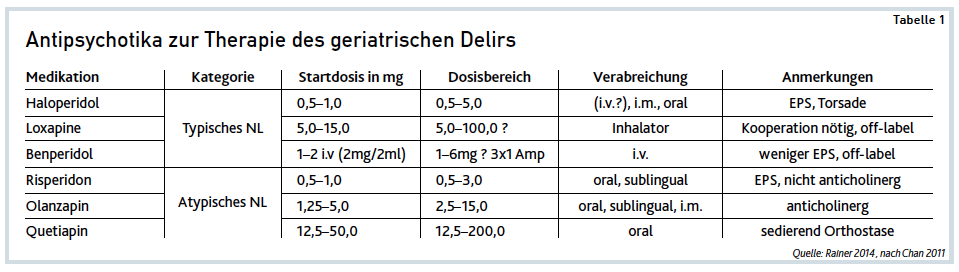 Tabelle 1
Antipsychotika zur Therapie des geriatrischen Delirs
Medikation Kategorie Startdosis in mg Dosisbereich Verabreichung Anmerkungen
Haloperidol 0,5–1,0 0,5–5,0 (i.v.?), i.m., oral EPS, Torsade
Loxapine Typisches NL 5,0–15,0 5,0–100,0 ? Inhalator Kooperation nötig, off-label
Benperidol 1–2 i.v (2mg/2ml) 1–6mg ? 3x1 Amp i.v. weniger EPS, off-label
Risperidon 0,5–1,0 0,5–3,0 oral, sublingual EPS, nicht anticholinerg
Olanzapin Atypisches NL 1,25–5,0 2,5–15,0 oral, sublingual, i.m. anticholinerg
Quetiapin 12,5–50,0 12,5–200,0 oral sedierend Orthostase
Quelle: Rainer 2014, nach Chan 2011